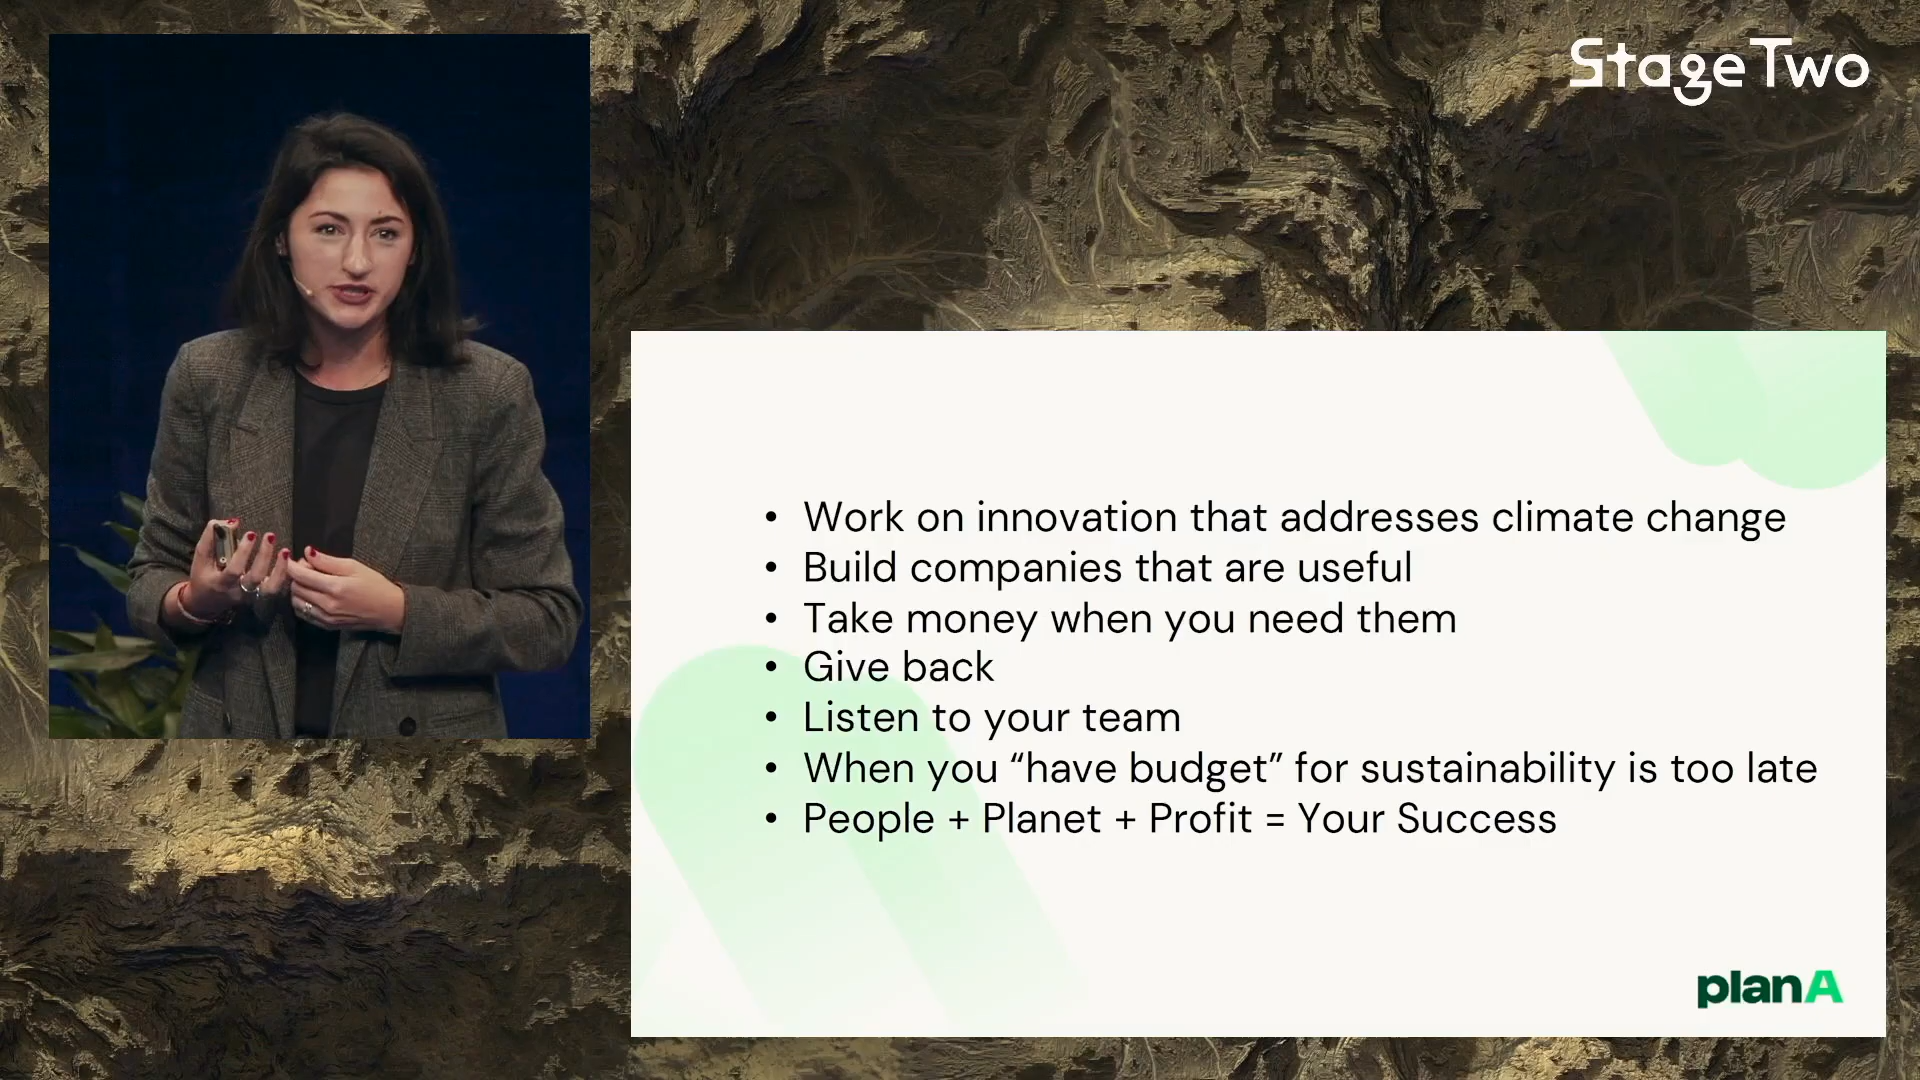 StageTwo
• Work on innovation that addresses climate change
• Build companies that are useful
• Take money when you need them
• Give back
• Listen to your team
• When you “have budget” for sustainability is too late
• People + Planet + Profit = Your Success
planA